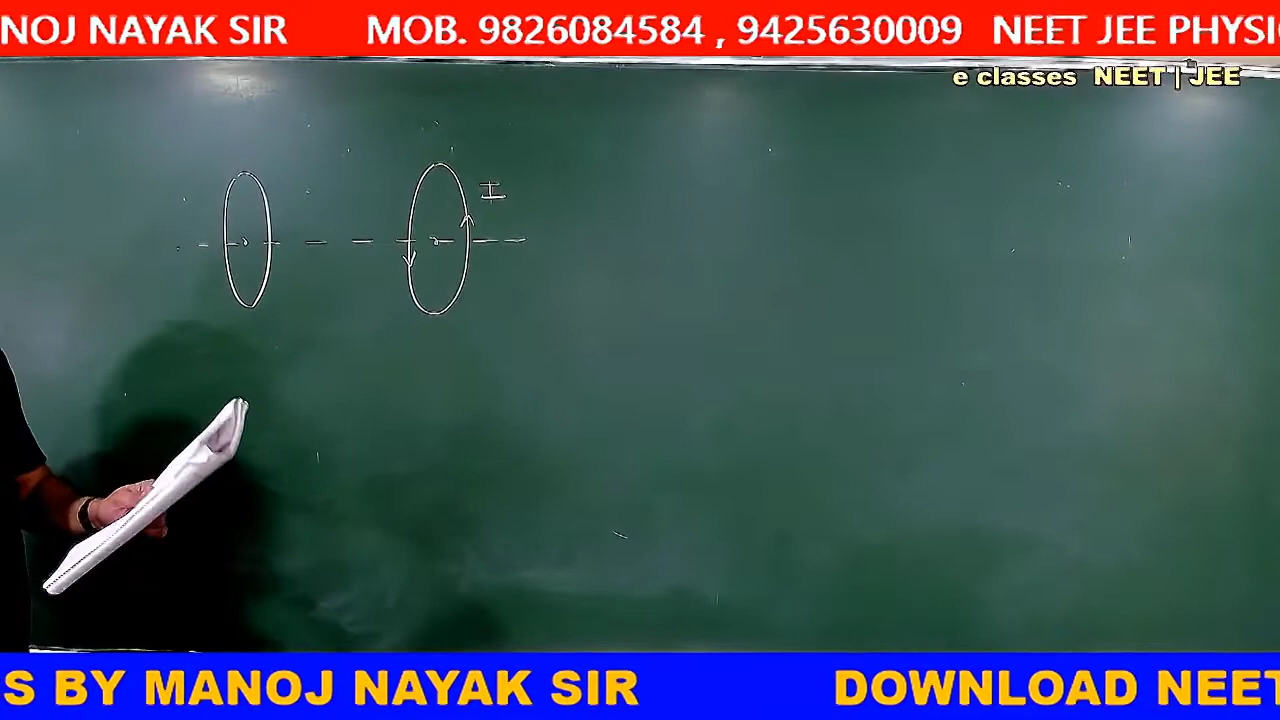 NOJ NAYAK SIR MOB. 9826084584 , 9425630009 NEET JEE PHYSI
e classes NEET | JEE
I
S BY MANOJ NAYAK SIR DOWNLOAD NEET